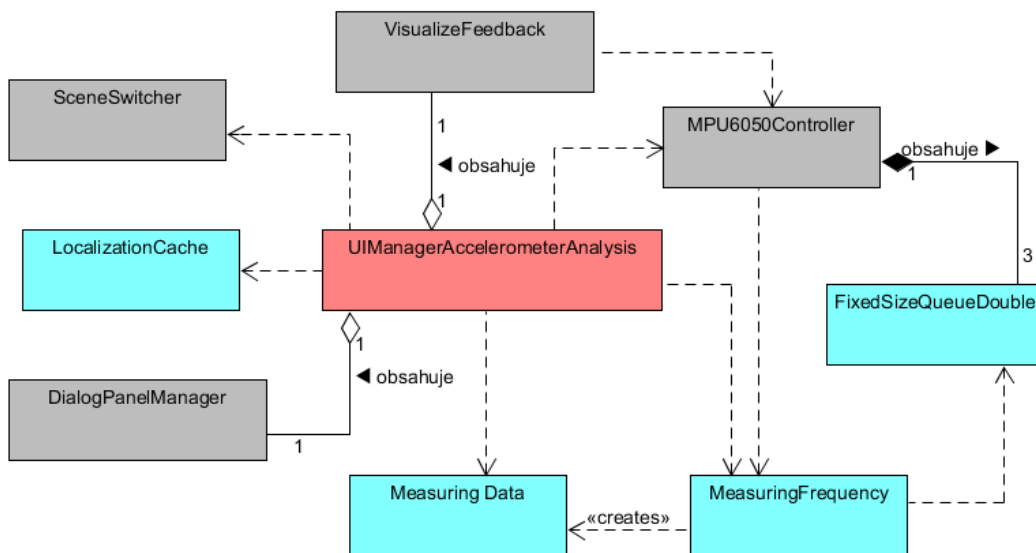 VisualizeFeedback
SceneSwitcher
MPU6050Controller
1
◄ obsahuje
1
obsahuje ►
1
LocalizationCache
UIManagerAccelerometerAnalysis
3
FixedSizeQueueDouble
1
◄ obsahuje
DialogPanelManager
1
Measuring Data
«creates»
MeasuringFrequency